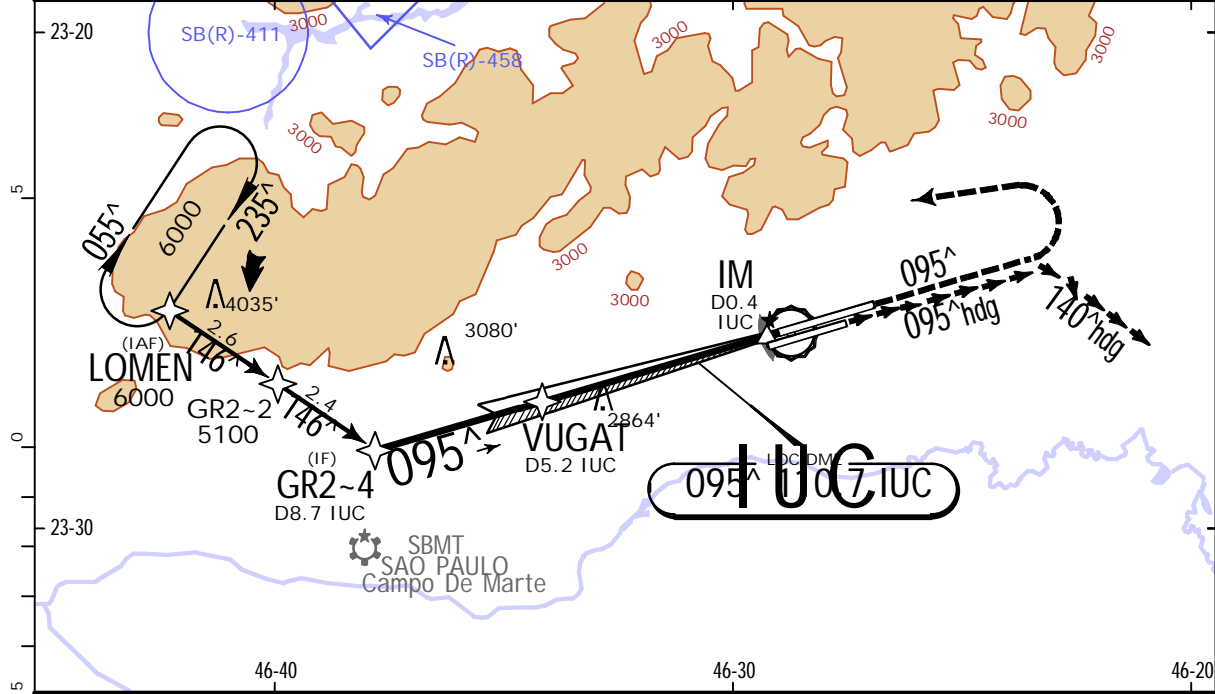 23-20
3000
SB(R)-411
SB(R)-458
3000
3000
3000
3000
5
055^
6000
235^
4035'
3000
3000
IM
D0.4
IUC
095^
095^hdg
140^hdg
2.6
146^
(IAF)
LOMEN
6000
3080'
GR2~2
5100
2.4
146^
2864'
0
(IF)
GR2~4
D8.7 IUC
095^
VUGAT
D5.2 IUC
LOC DME
IUC
095^ 110.7 IUC
23-30
SBMT
SAO PAULO
Campo De Marte
5
46-40
46-30
46-20